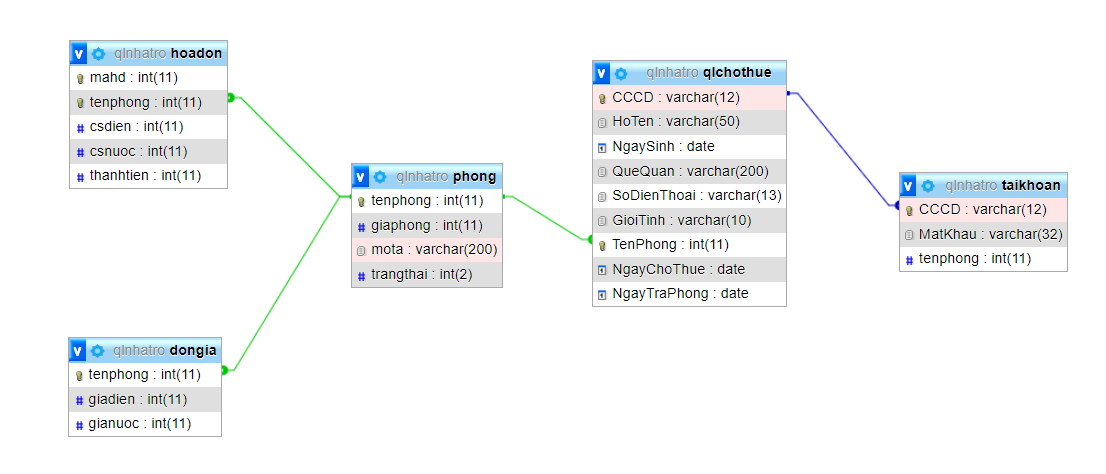 v qlnhatro hoadon
mahd : int(11)
tenphong : int(11)
# csdien : int(11)
# csnuoc : int(11)
# thanhtien : int(11)
v qlnhatro phong
tenphong : int(11)
# giaphong : int(11)
mota : varchar(200)
# trangthai : int(2)
v qlnhatro dongia
tenphong : int(11)
# giadien : int(11)
# gianuoc : int(11)
v qlnhatro qlchothue
CCCD : varchar(12)
HoTen : varchar(50)
NgaySinh : date
QueQuan : varchar(200)
SoDienThoai : varchar(13)
GioiTinh : varchar(10)
TenPhong : int(11)
NgayChoThue : date
NgayTraPhong : date
v qlnhatro taikhoan
CCCD : varchar(12)
MatKhau : varchar(32)
# tenphong : int(11)